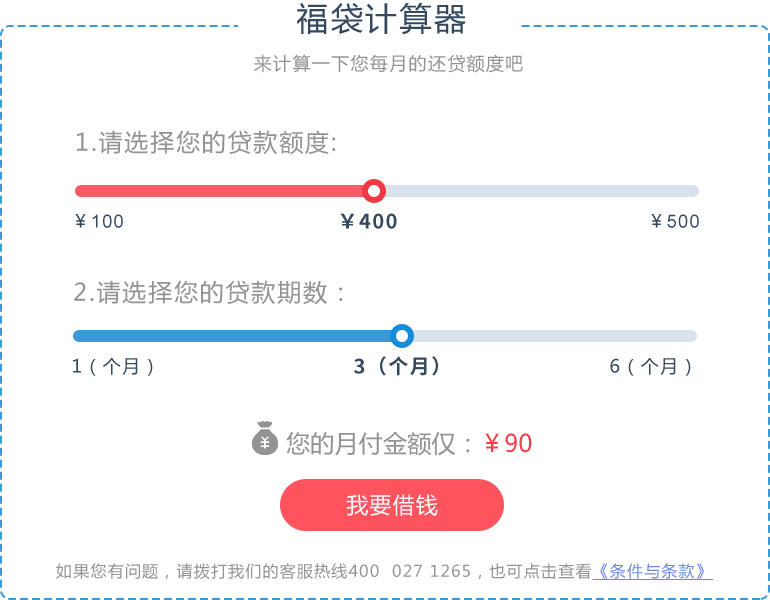 福袋计算器
来计算一下您每月的还贷额度吧
1.请选择您的贷款额度:
¥100 ¥400 ¥500
2.请选择您的贷款期数：
1（个月） 3（个月） 6（个月）
¥ 您的月付金额仅：¥90
我要借钱
如果您有问题，请拨打我们的客服热线400 027 1265，也可点击查看《条件与条款》